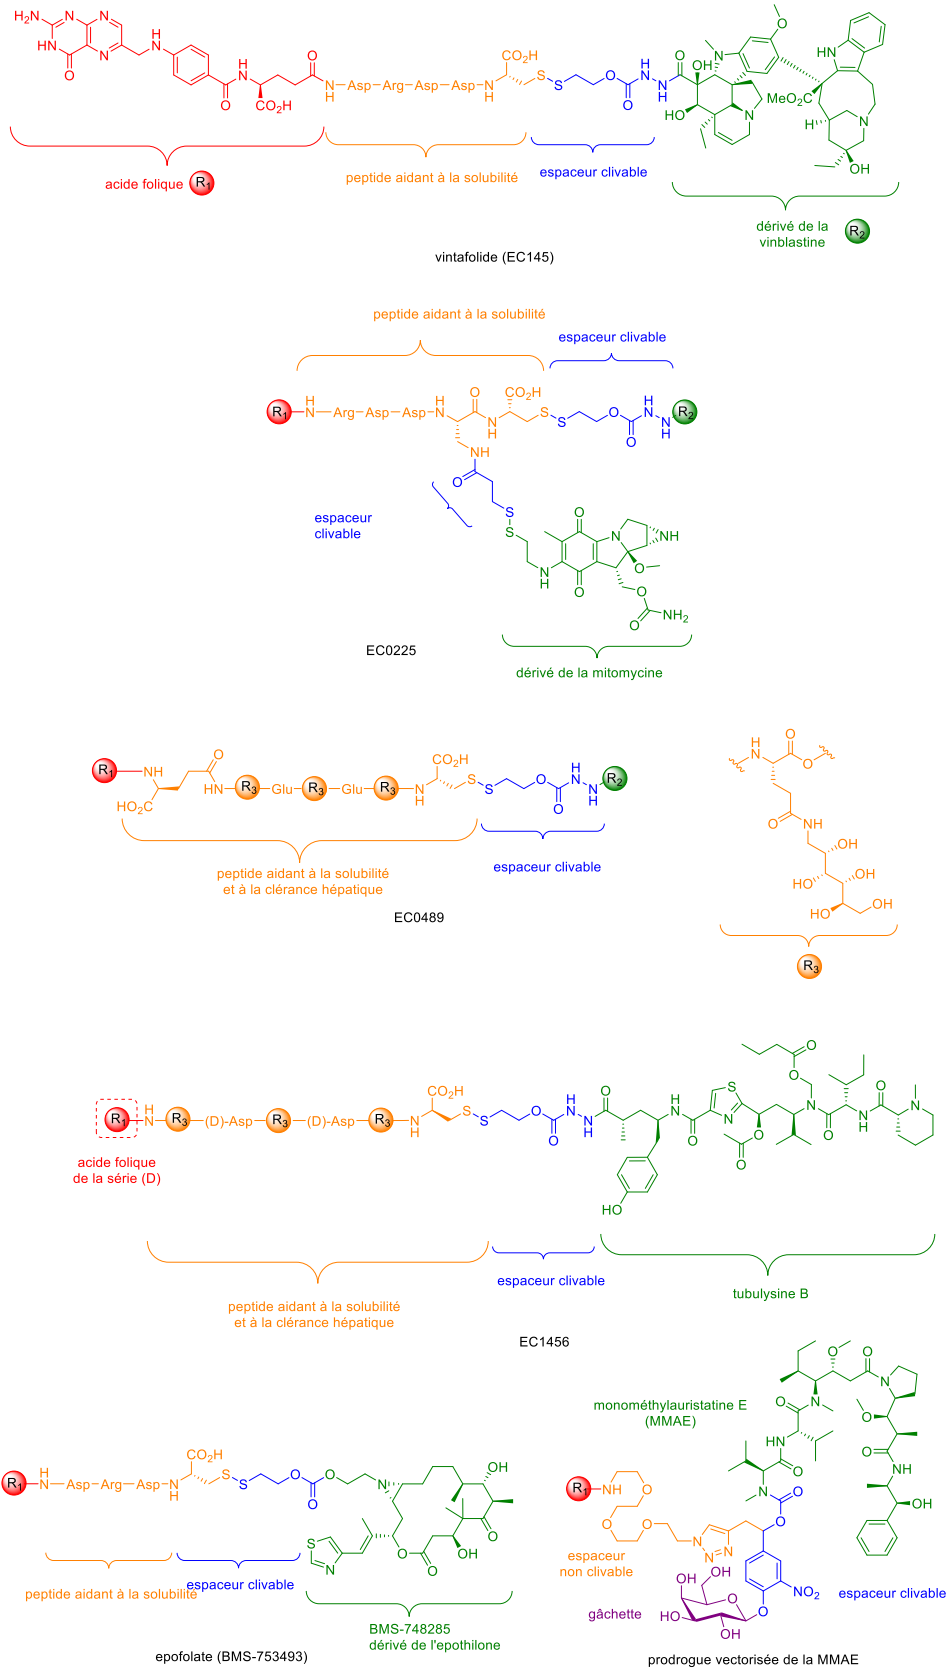 H₂N N N
HN N N H N
O
H N O
O CO₂H N H Asp Arg Asp Asp N H CO₂H S S O O H N N H O
OH N O
HO N
MeO₂C HN
H N
OH
acide folique R₁
peptide aidant à la solubilité
espaceur clivable
dérivé de la
vinblastine R₂
vintafolide (EC145)
peptide aidant à la solubilité
espaceur clivable
R₁ H N Arg Asp Asp H N O N H CO₂H S S O O H N N H R₂
NH
O
espaceur
clivable
S
S
N H O O N NH
O
O
O NH₂
EC0225
dérivé de la mitomycine
R₁ NH O
HO₂C HN R₃ Glu R₃ Glu R₃ N H CO₂H S S O O H N N H R₂
peptide aidant à la solubilité
et à la clérance hépatique
espaceur clivable
EC0489
H N O O
O NH
OH
HO OH
HO OH
R₃
R₁ H N R₃ (D)-Asp R₃ (D)-Asp R₃ N H CO₂H S S O O H N N H O
HO
NH O
S N
O O
O O
N O
N H O N
acide folique
de la série (D)
peptide aidant à la solubilité
et à la clérance hépatique
espaceur clivable
tubulysine B
EC1456
R₁ H N Asp Arg Asp N H CO₂H S S O O O N
OH
O
OH
O O
S N
peptide aidant à la solubilité
espaceur clivable
BMS-748285
dérivé de l'epothilone
epofolate (BMS-753493)
monométhylauristatine E
(MMAE)
O O N
O N O
HN O
O NH
OH
N O
O
R₁ NH O
O O
N N N
espaceur
non clivable
NO₂
espaceur clivable
gâchette
OH OH
HO HO OH O O
prodrogue vectorisée de la MMAE